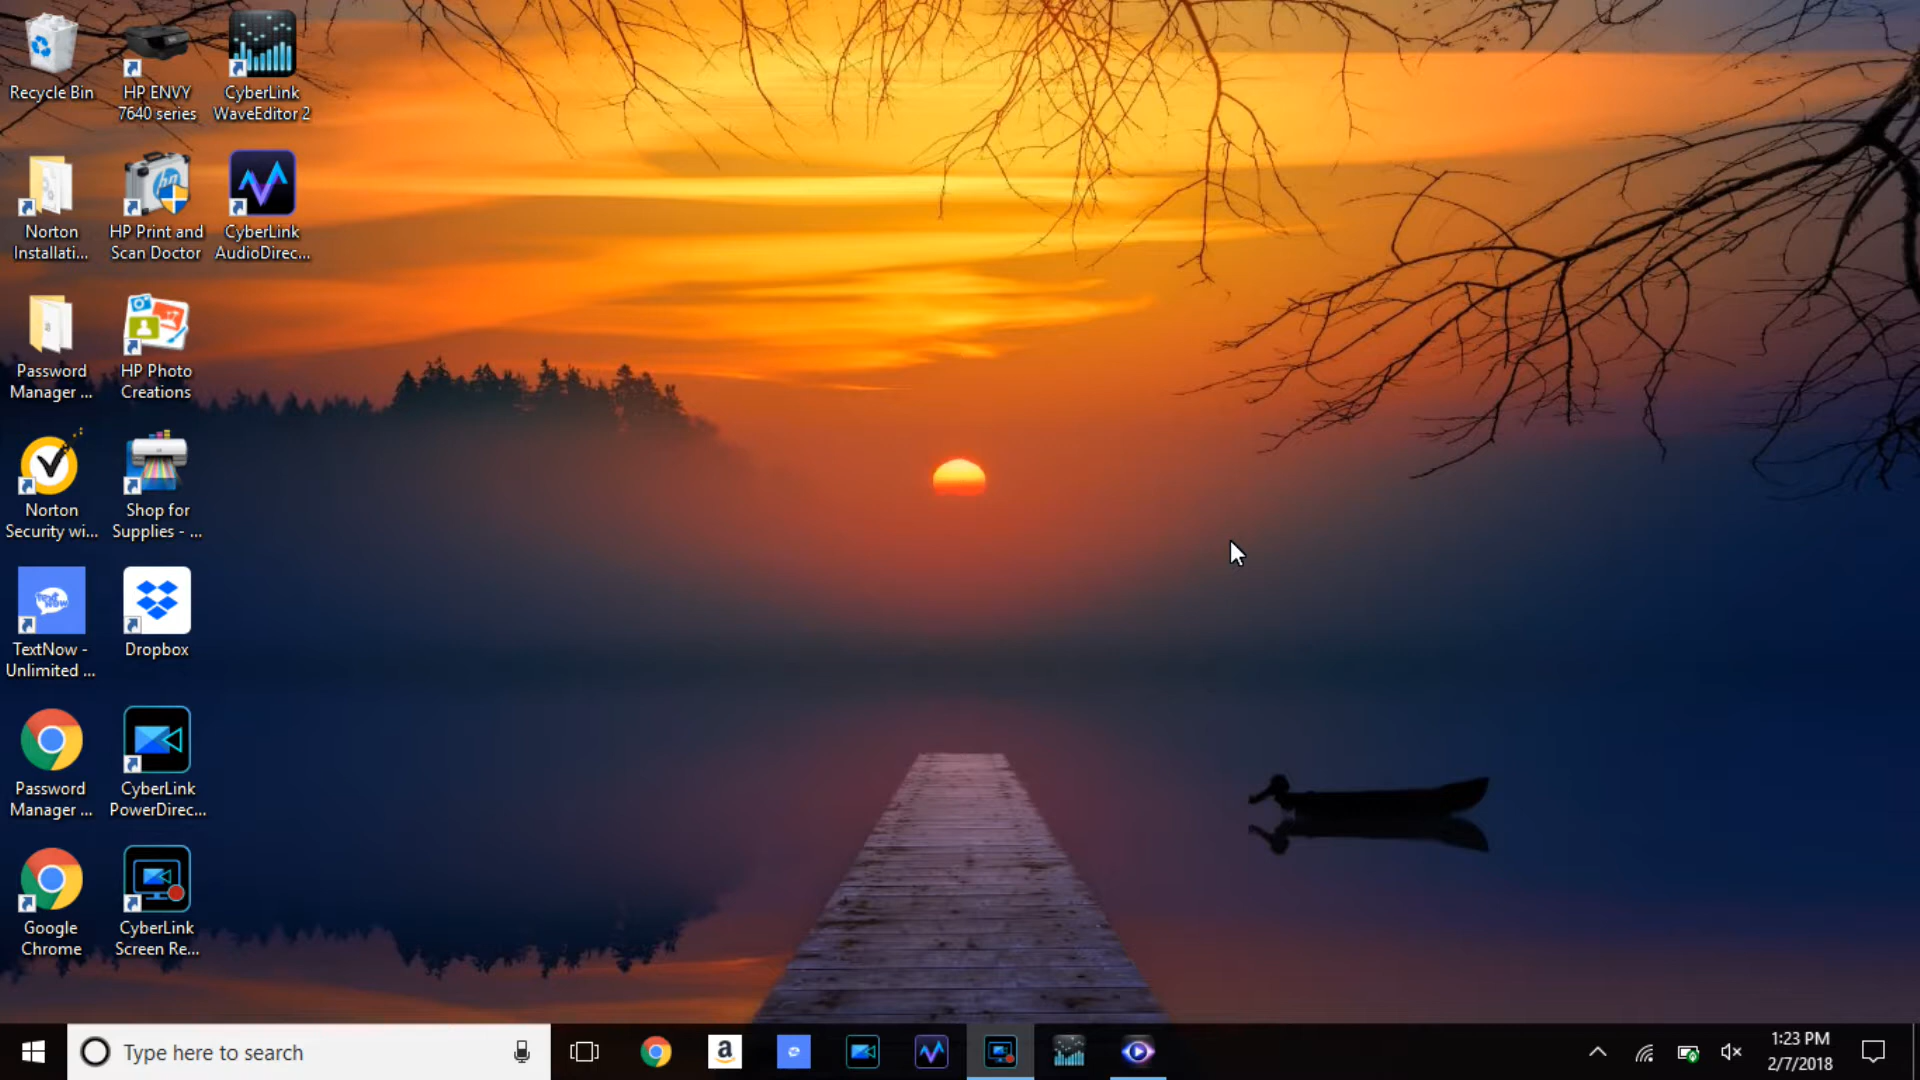 Recycle Bin
HP ENVY
7640 series
CyberLink
WaveEditor 2
Norton
Installati...
HP Print and
Scan Doctor
CyberLink
AudioDirec...
Password
Manager ...
HP Photo
Creations
Norton
Security wi...
Shop for
Supplies - ...
TextNow -
Unlimited ...
Dropbox
Password
Manager ...
CyberLink
PowerDirec...
Google
Chrome
CyberLink
Screen Re...
Type here to search
1:23 PM
2/7/2018